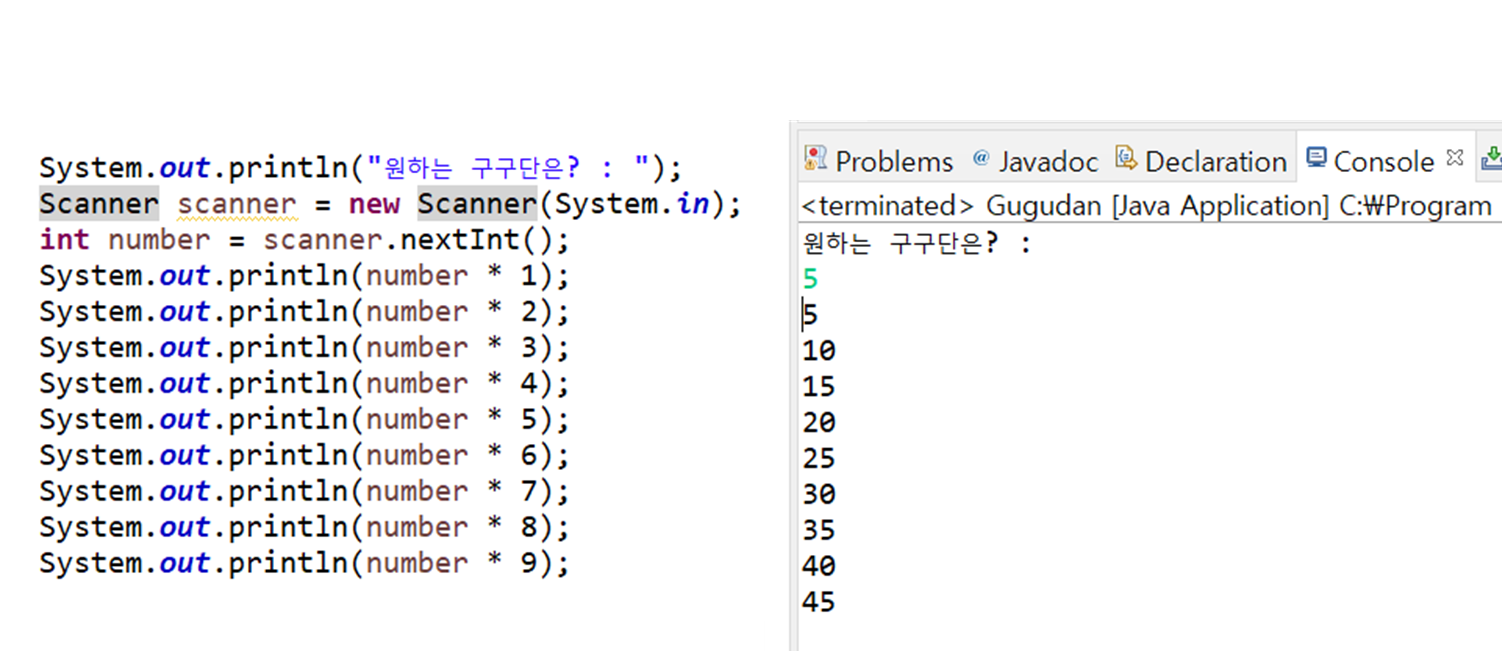 System.out.println("원하는 구구단은? : ");
Scanner scanner = new Scanner(System.in);
int number = scanner.nextInt();
System.out.println(number * 1);
System.out.println(number * 2);
System.out.println(number * 3);
System.out.println(number * 4);
System.out.println(number * 5);
System.out.println(number * 6);
System.out.println(number * 7);
System.out.println(number * 8);
System.out.println(number * 9);
Problems @ Javadoc Declaration Console
<terminated> Gugudan [Java Application] C:₩Program
원하는 구구단은? :
5
5
10
15
20
25
30
35
40
45